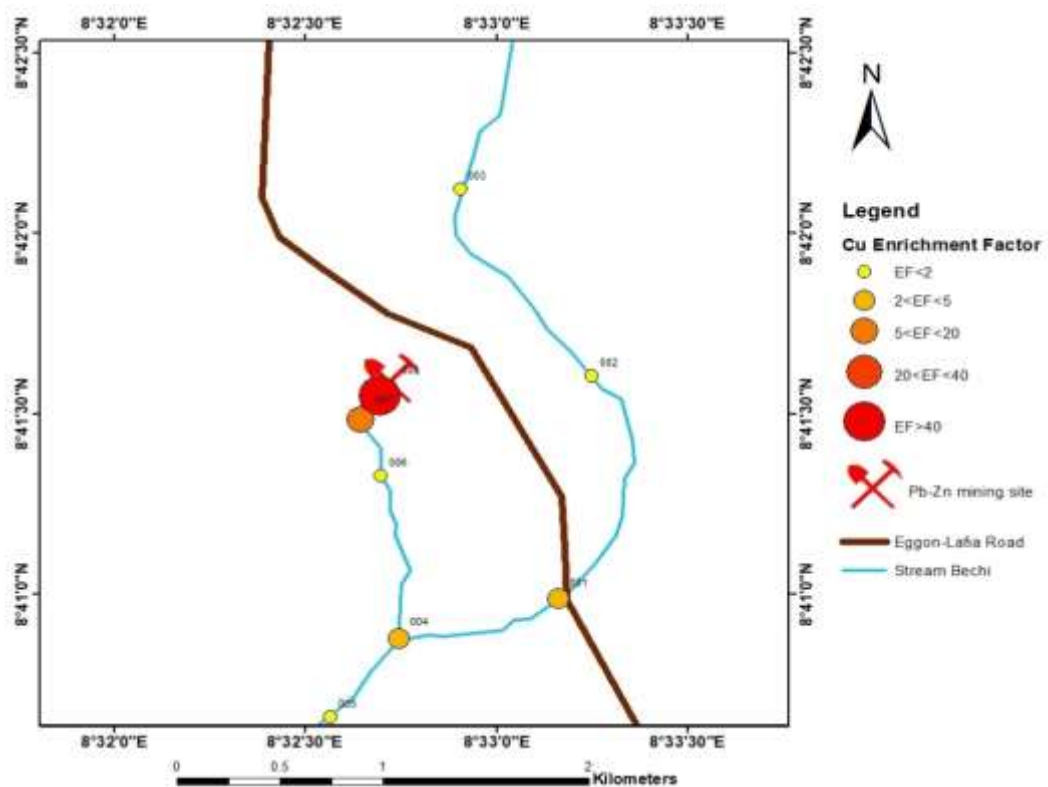 8°32'0"E 8°32'30"E 8°33'0"E 8°33'30"E
8°42'30"N 8°42'30"N
8°42'0"N 8°42'0"N
8°41'30"N 8°41'30"N
8°41'0"N 8°41'0"N
003
002
006
001
004
005
8°32'0"E 8°32'30"E 8°33'0"E 8°33'30"E
0 0.5 1 2
Kilometers
N
Legend
Cu Enrichment Factor
EF<2
2<EF<5
5<EF<20
20<EF<40
EF>40
Pb-Zn mining site
Eggon-Lafia Road
Stream Bechi